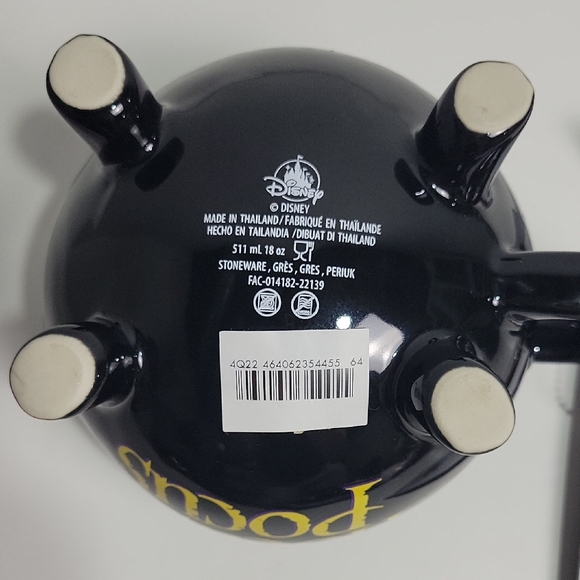 Disney
© DISNEY
MADE IN THAILAND/FABRIQUÉ EN THAÏLANDE
HECHO EN TAILANDIA /DIBUAT DI THAILAND
511 mL 18 oz
STONEWARE , GRÈS , GRES , PERIUK
FAC-014182-22139
4Q22 464062354455 64
Pocus